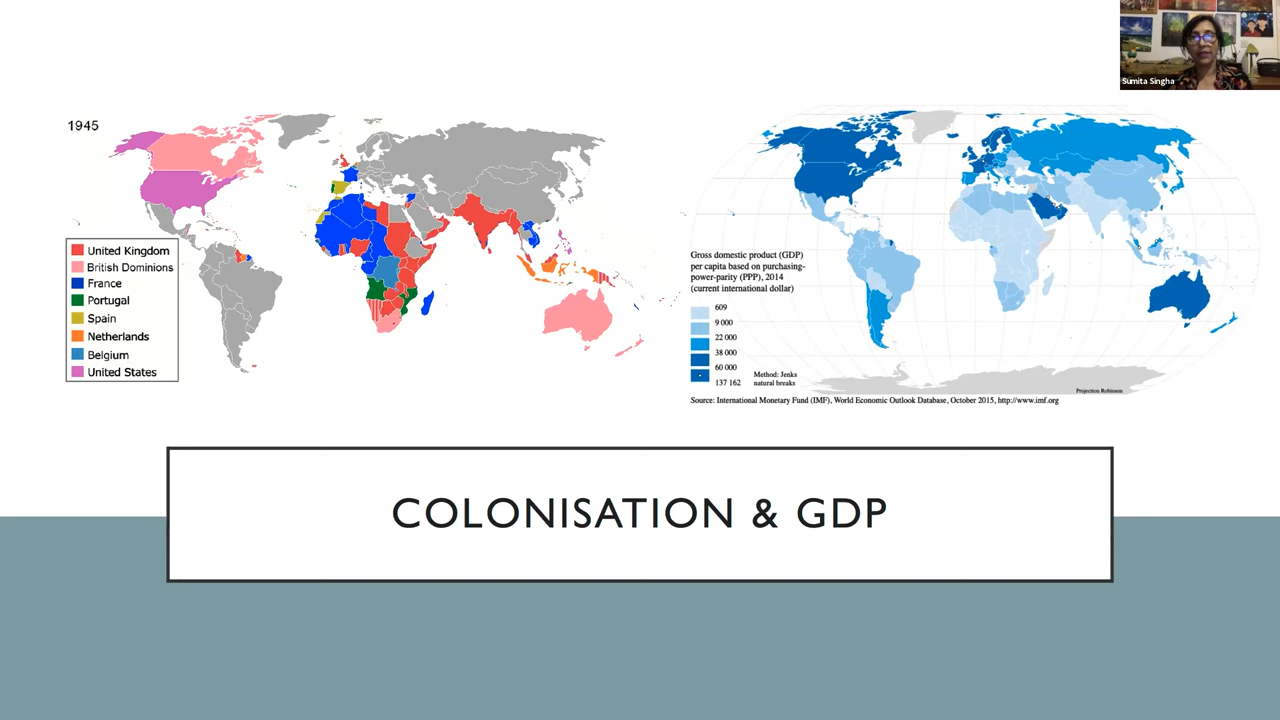 Sumita Singha
1945
United Kingdom
British Dominions
France
Portugal
Spain
Netherlands
Belgium
United States
Gross domestic product (GDP)
per capita based on purchasing-
power-parity (PPP), 2014
(current international dollar)
609
9 000
22 000
38 000
60 000
137 162
Method: Jenks
natural breaks
Projection Robinson
Source: International Monetary Fund (IMF), World Economic Outlook Database, October 2015, http://www.imf.org
COLONISATION & GDP